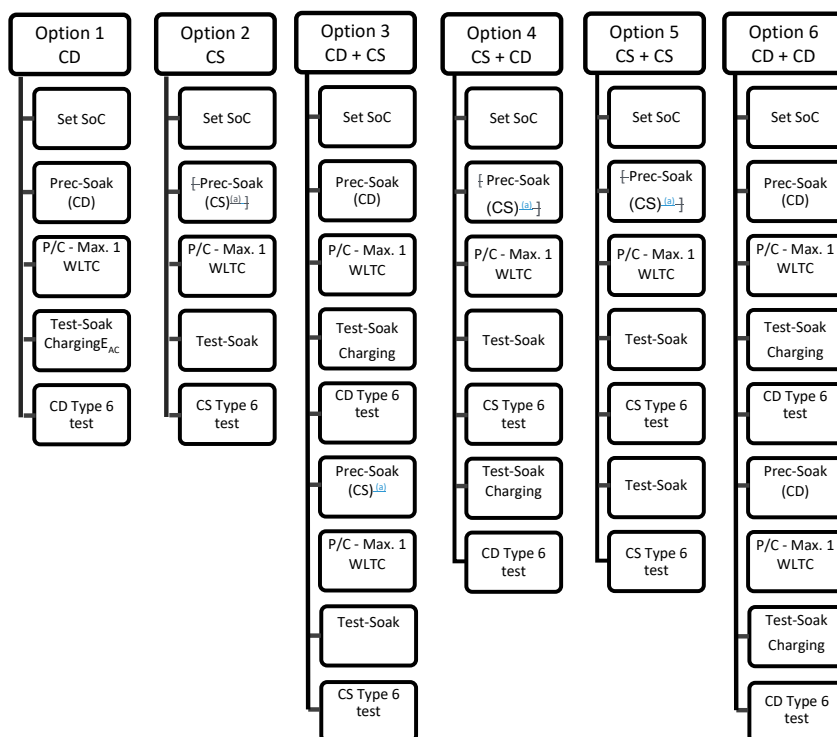 Option 1
CD
Set SoC
Prec-Soak
(CD)
P/C - Max. 1
WLTC
Test-Soak
ChargingE_AC
CD Type 6
test
Option 2
CS
Set SoC
[ Prec-Soak
(CS)(a) ]
P/C - Max. 1
WLTC
Test-Soak
CS Type 6
test
Option 3
CD + CS
Set SoC
Prec-Soak
(CD)
P/C - Max. 1
WLTC
Test-Soak
Charging
CD Type 6
test
Prec-Soak
(CS)(a)
P/C - Max. 1
WLTC
Test-Soak
CS Type 6
test
Option 4
CS + CD
Set SoC
[ Prec-Soak
(CS)(a) ]
P/C - Max. 1
WLTC
Test-Soak
CS Type 6
test
Test-Soak
Charging
CD Type 6
test
Option 5
CS + CS
Set SoC
[ Prec-Soak
(CS)(a) ]
P/C - Max. 1
WLTC
Test-Soak
CS Type 6
test
Test-Soak
CS Type 6
test
Option 6
CD + CD
Set SoC
Prec-Soak
(CD)
P/C - Max. 1
WLTC
Test-Soak
Charging
CD Type 6
test
Prec-Soak
(CD)
P/C - Max. 1
WLTC
Test-Soak
Charging
CD Type 6
test